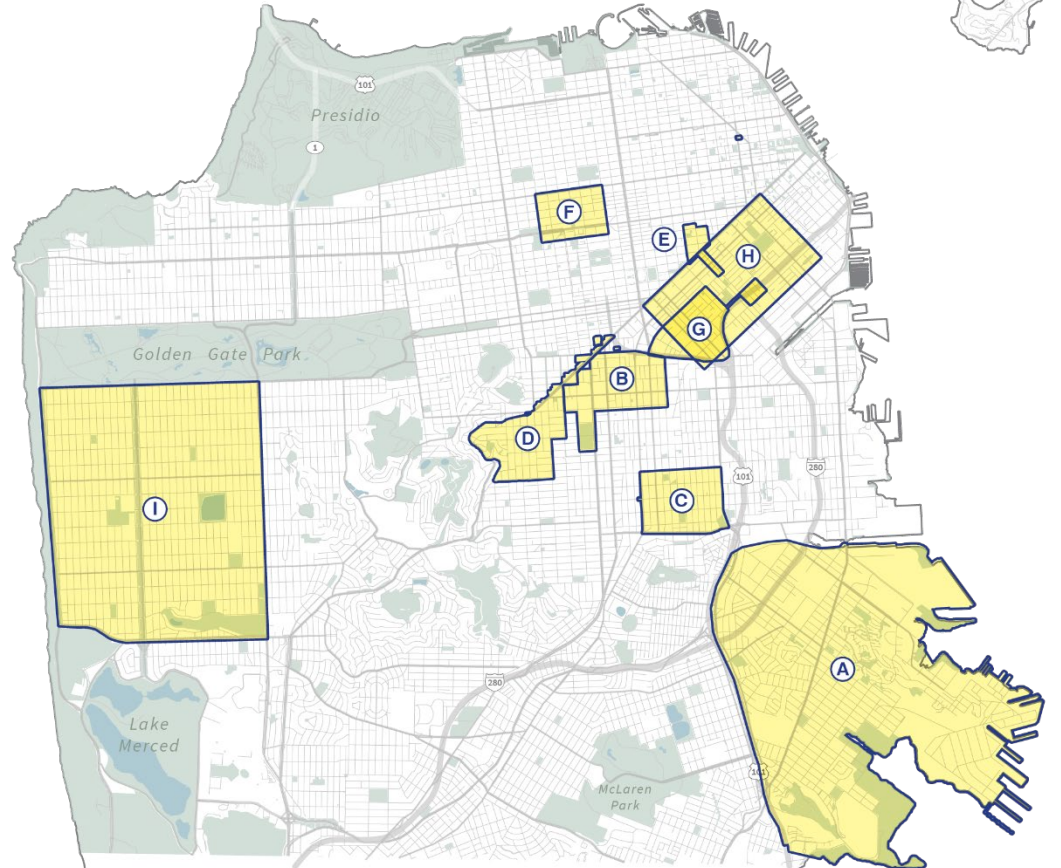 101
Presidio
1
F
E
H
G
Golden Gate Park
B
D
C
101
280
I
A
280
Lake
Merced
McLaren
Park
101